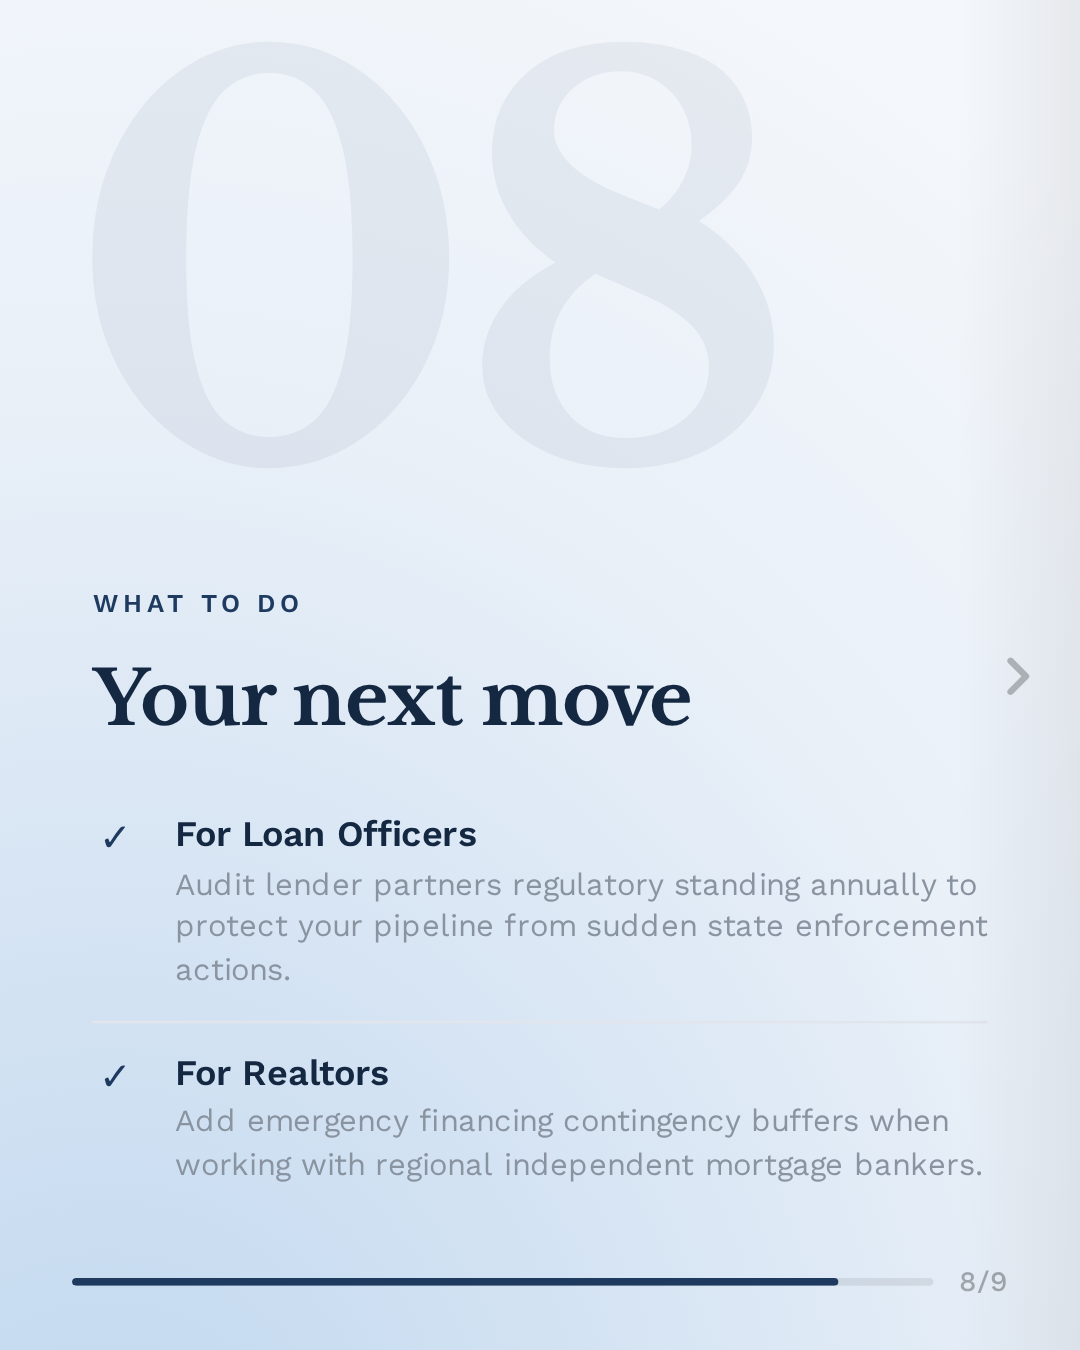 08
WHAT TO DO
Your next move
✓ For Loan Officers
Audit lender partners regulatory standing annually to
protect your pipeline from sudden state enforcement
actions.
✓ For Realtors
Add emergency financing contingency buffers when
working with regional independent mortgage bankers.
8/9